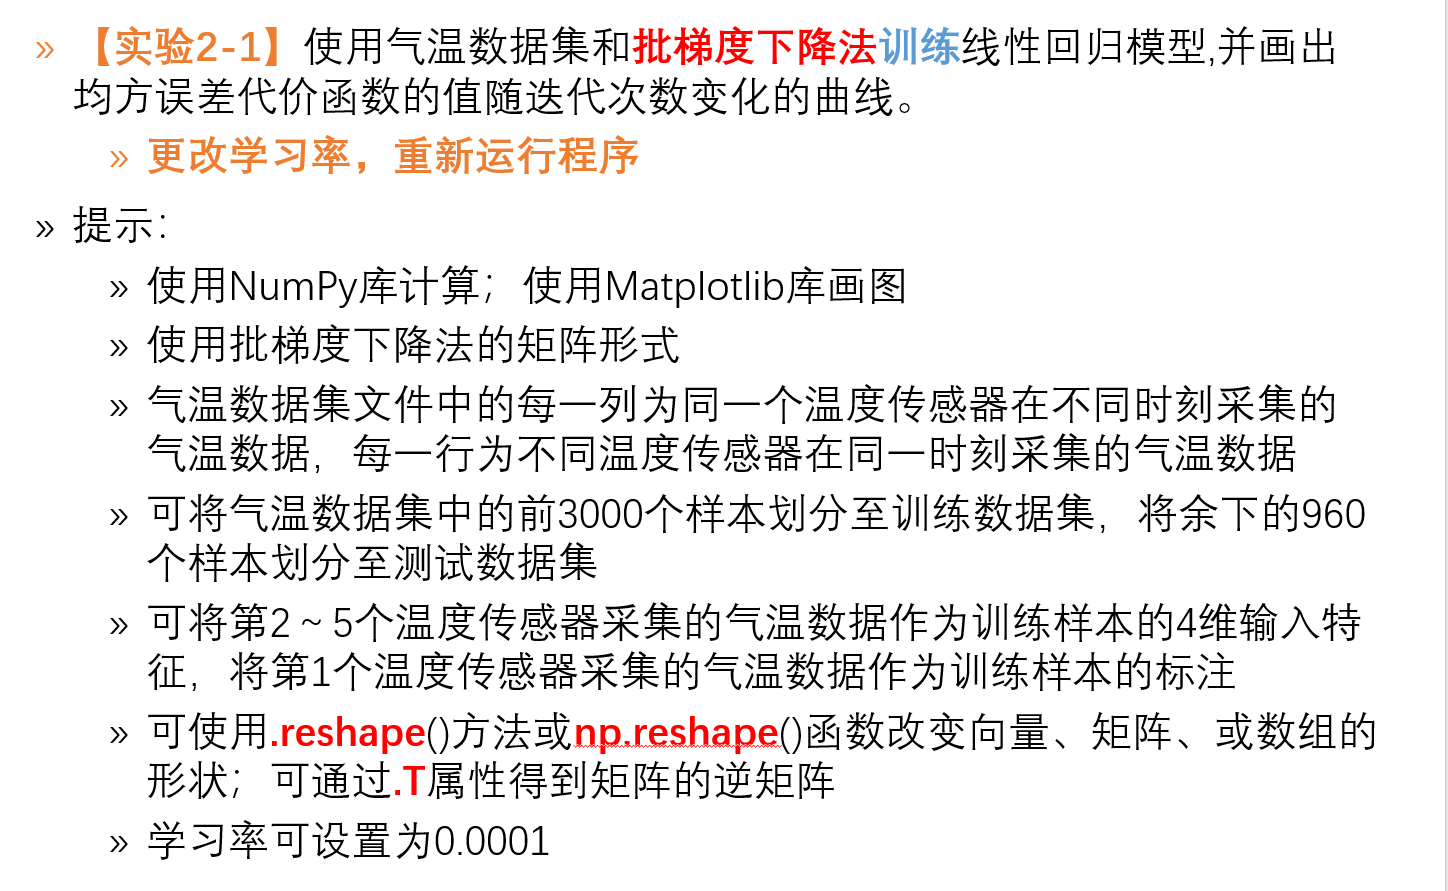 » 【实验2-1】使用气温数据集和批梯度下降法训练线性回归模型,并画出
均方误差代价函数的值随迭代次数变化的曲线。
» 更改学习率，重新运行程序
» 提示：
» 使用NumPy库计算；使用Matplotlib库画图
» 使用批梯度下降法的矩阵形式
» 气温数据集文件中的每一列为同一个温度传感器在不同时刻采集的
气温数据，每一行为不同温度传感器在同一时刻采集的气温数据
» 可将气温数据集中的前3000个样本划分至训练数据集，将余下的960
个样本划分至测试数据集
» 可将第2 ~ 5个温度传感器采集的气温数据作为训练样本的4维输入特
征，将第1个温度传感器采集的气温数据作为训练样本的标注
» 可使用.reshape()方法或np.reshape()函数改变向量、矩阵、或数组的
形状；可通过.T属性得到矩阵的逆矩阵
» 学习率可设置为0.0001